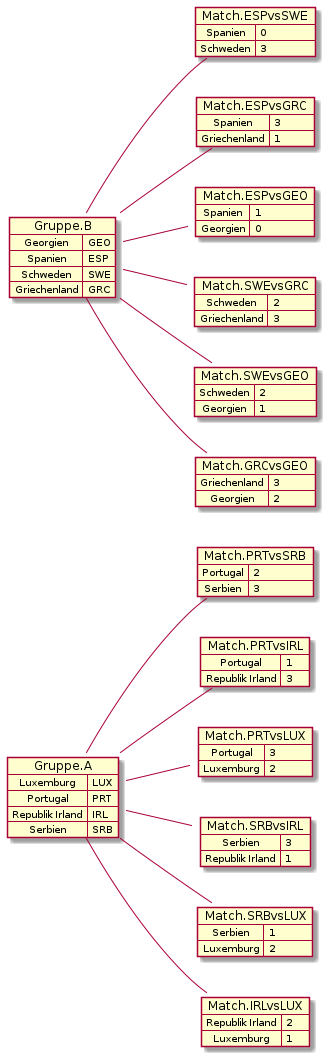 Match.ESPvsSWE
Spanien 0
Schweden 3
Match.ESPvsGRC
Spanien 3
Griechenland 1
Match.ESPvsGEO
Spanien 1
Georgien 0
Gruppe.B
Georgien GEO
Spanien ESP
Schweden SWE
Griechenland GRC
Match.SWEvsGRC
Schweden 2
Griechenland 3
Match.SWEvsGEO
Schweden 2
Georgien 1
Match.GRCvsGEO
Griechenland 3
Georgien 2
Match.PRTvsSRB
Portugal 2
Serbien 3
Match.PRTvsIRL
Portugal 1
Republik Irland 3
Match.PRTvsLUX
Portugal 3
Luxemburg 2
Gruppe.A
Luxemburg LUX
Portugal PRT
Republik Irland IRL
Serbien SRB
Match.SRBvsIRL
Serbien 3
Republik Irland 1
Match.SRBvsLUX
Serbien 1
Luxemburg 2
Match.IRLvsLUX
Republik Irland 2
Luxemburg 1